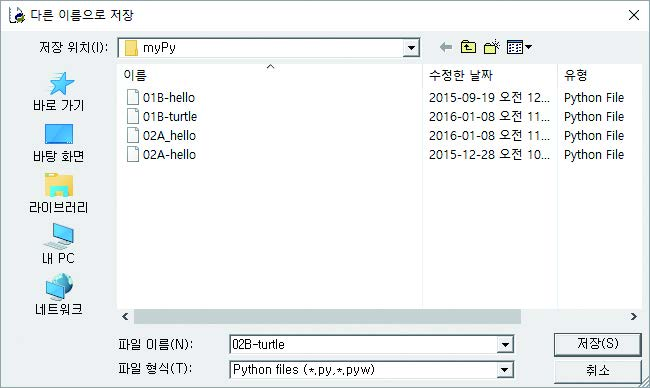 다른 이름으로 저장
저장 위치(I): myPy
이름 수정한 날짜 유형
01B-hello 2015-09-19 오전 12... Python File
01B-turtle 2016-01-08 오전 11... Python File
02A_hello 2016-01-08 오전 11... Python File
02A-hello 2015-12-28 오전 10... Python File
바로 가기
바탕 화면
라이브러리
내 PC
네트워크
파일 이름(N): 02B-turtle 저장(S)
파일 형식(T): Python files (*.py,*.pyw) 취소